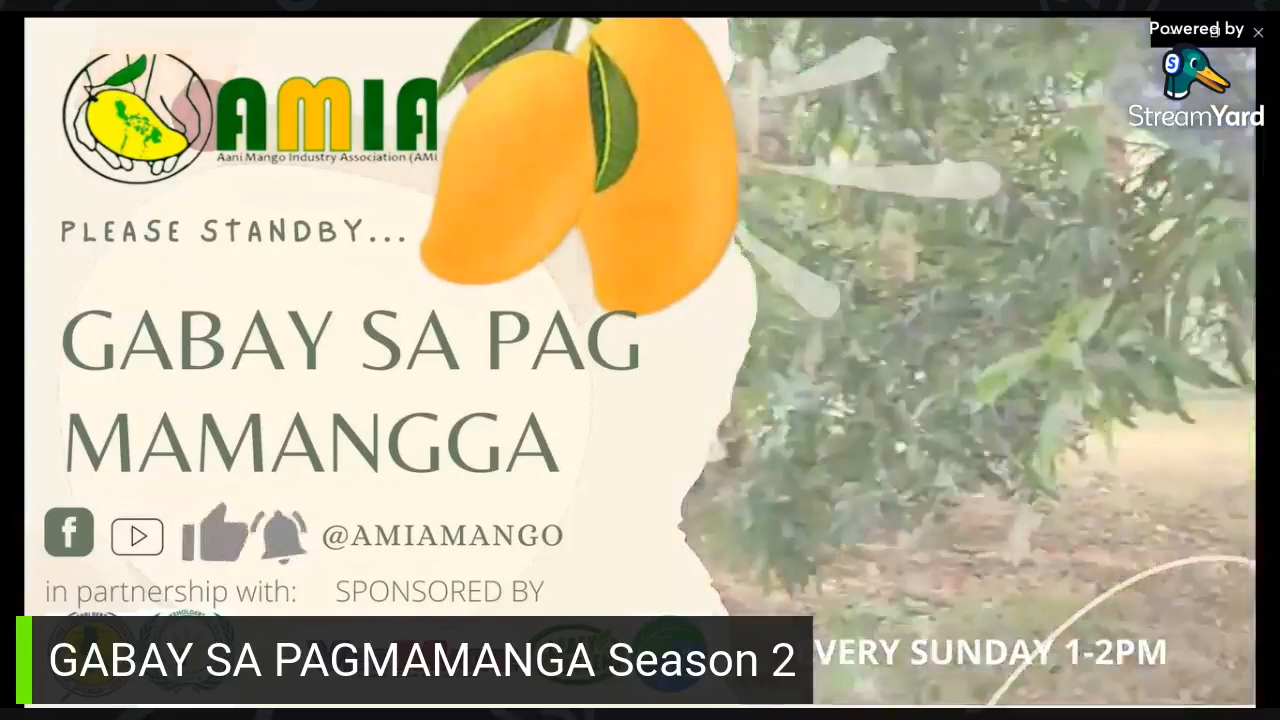 Powered by
StreamYard
AMIA
Aani Mango Industry Association (AMI
PLEASE STANDBY...
GABAY SA PAG
MAMANGGA
@AMIAMANGO
in partnership with: SPONSORED BY
GABAY SA PAGMAMANGA Season 2
VERY SUNDAY 1-2PM